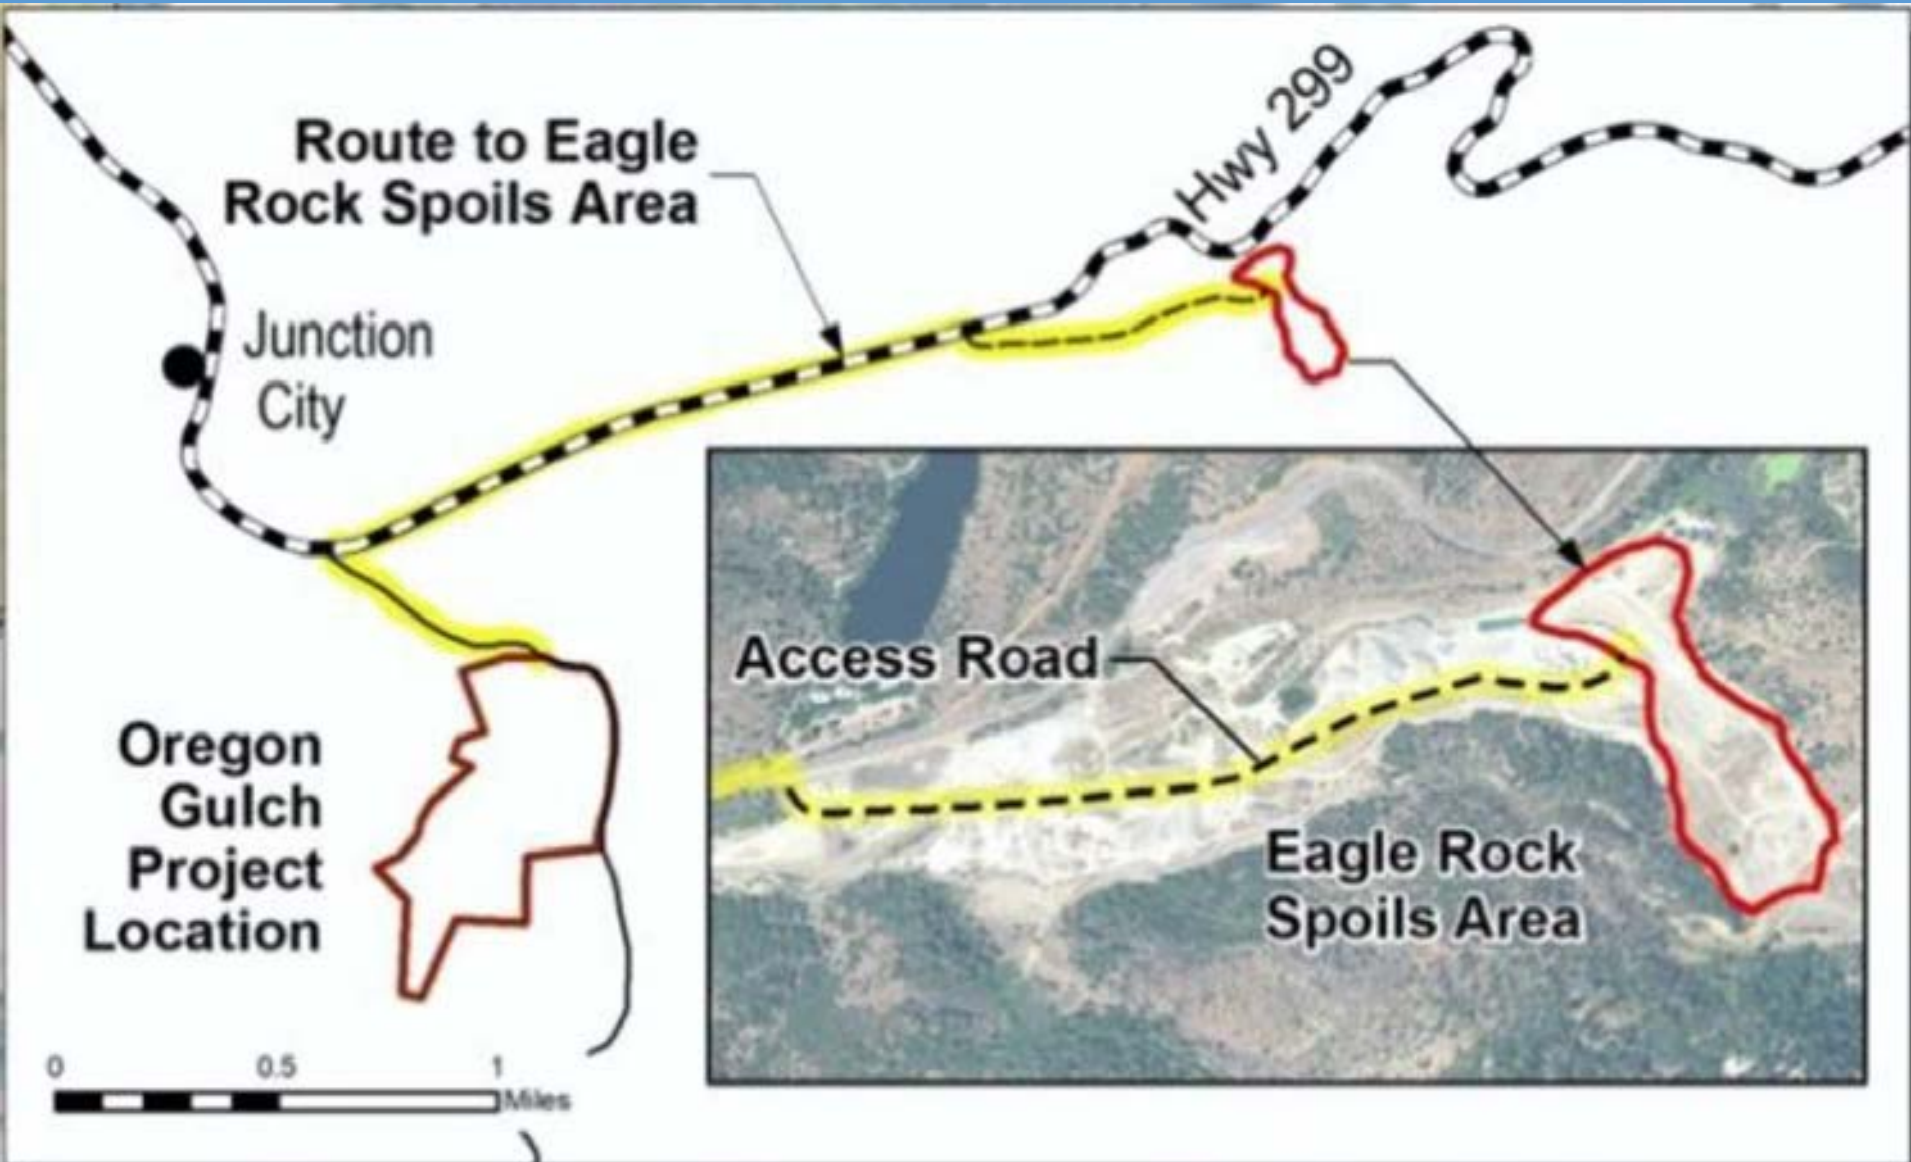 Route to Eagle
Rock Spoils Area
Hwy 299
Junction
City
Access Road
Eagle Rock
Spoils Area
Oregon
Gulch
Project
Location
0 0.5 1
Miles